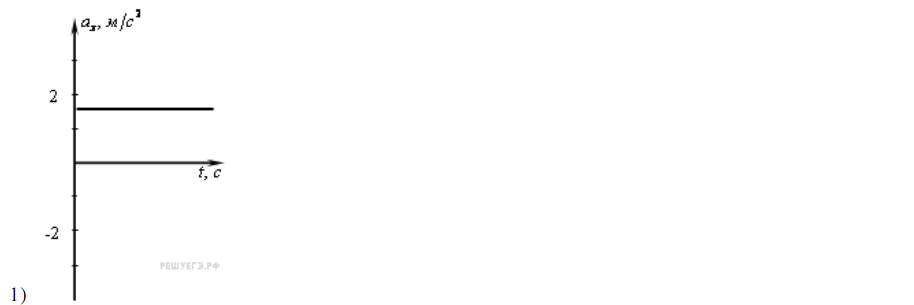 aₓ, м/с²
2
t, с
-2
РЕШУЕГЭ.РФ
1)